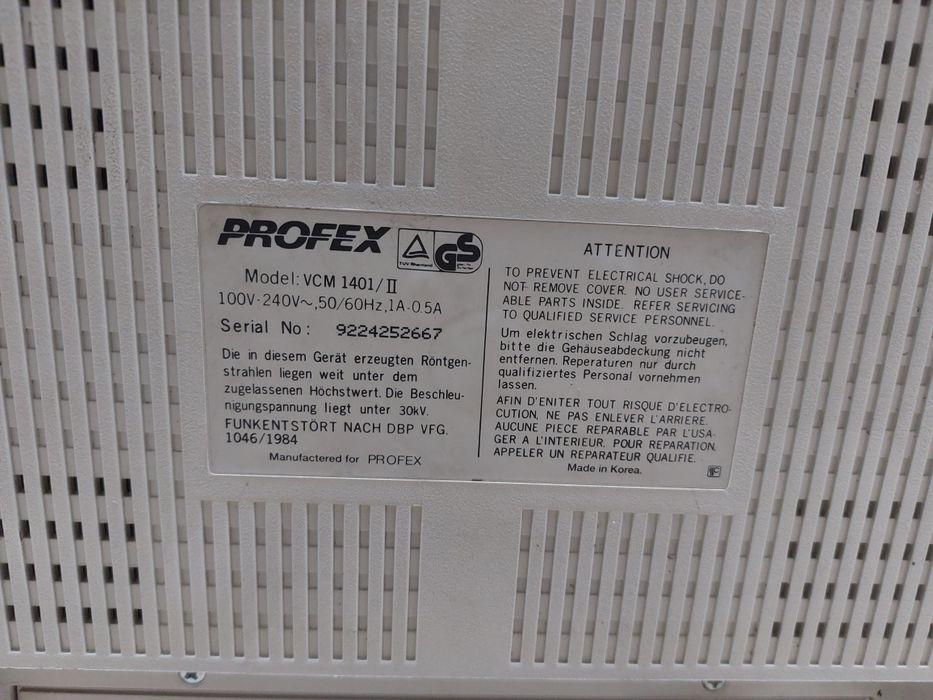 PROFEX
TÜV Rheinland
GS
Model: VCM 1401/II
100V-240V~,50/60Hz,1A-0.5A
Serial No: 9224252667
Die in diesem Gerät erzeugten Röntgen-
strahlen liegen weit unter dem
zugelassenen Höchstwert. Die Beschleu-
nigungspannung liegt unter 30kV.
FUNKENTSTÖRT NACH DBP VFG.
1046/1984
Manufactered for PROFEX
ATTENTION
TO PREVENT ELECTRICAL SHOCK, DO
NOT REMOVE COVER. NO USER SERVICE-
ABLE PARTS INSIDE. REFER SERVICING
TO QUALIFIED SERVICE PERSONNEL.
Um elektrischen Schlag vorzubeugen,
bitte die Gehäuseabdeckung nicht
entfernen. Reperaturen nur durch
qualifiziertes Personal vornehmen
lassen.
AFIN D'ENITER TOUT RISQUE D'ELECTRO-
CUTION, NE PAS ENLEVER L'ARRIERE.
AUCUNE PIECE REPARABLE PAR L'USA-
GER A L'INTERIEUR. POUR REPARATION,
APPELER UN REPARATEUR QUALIFIE.
Made in Korea.